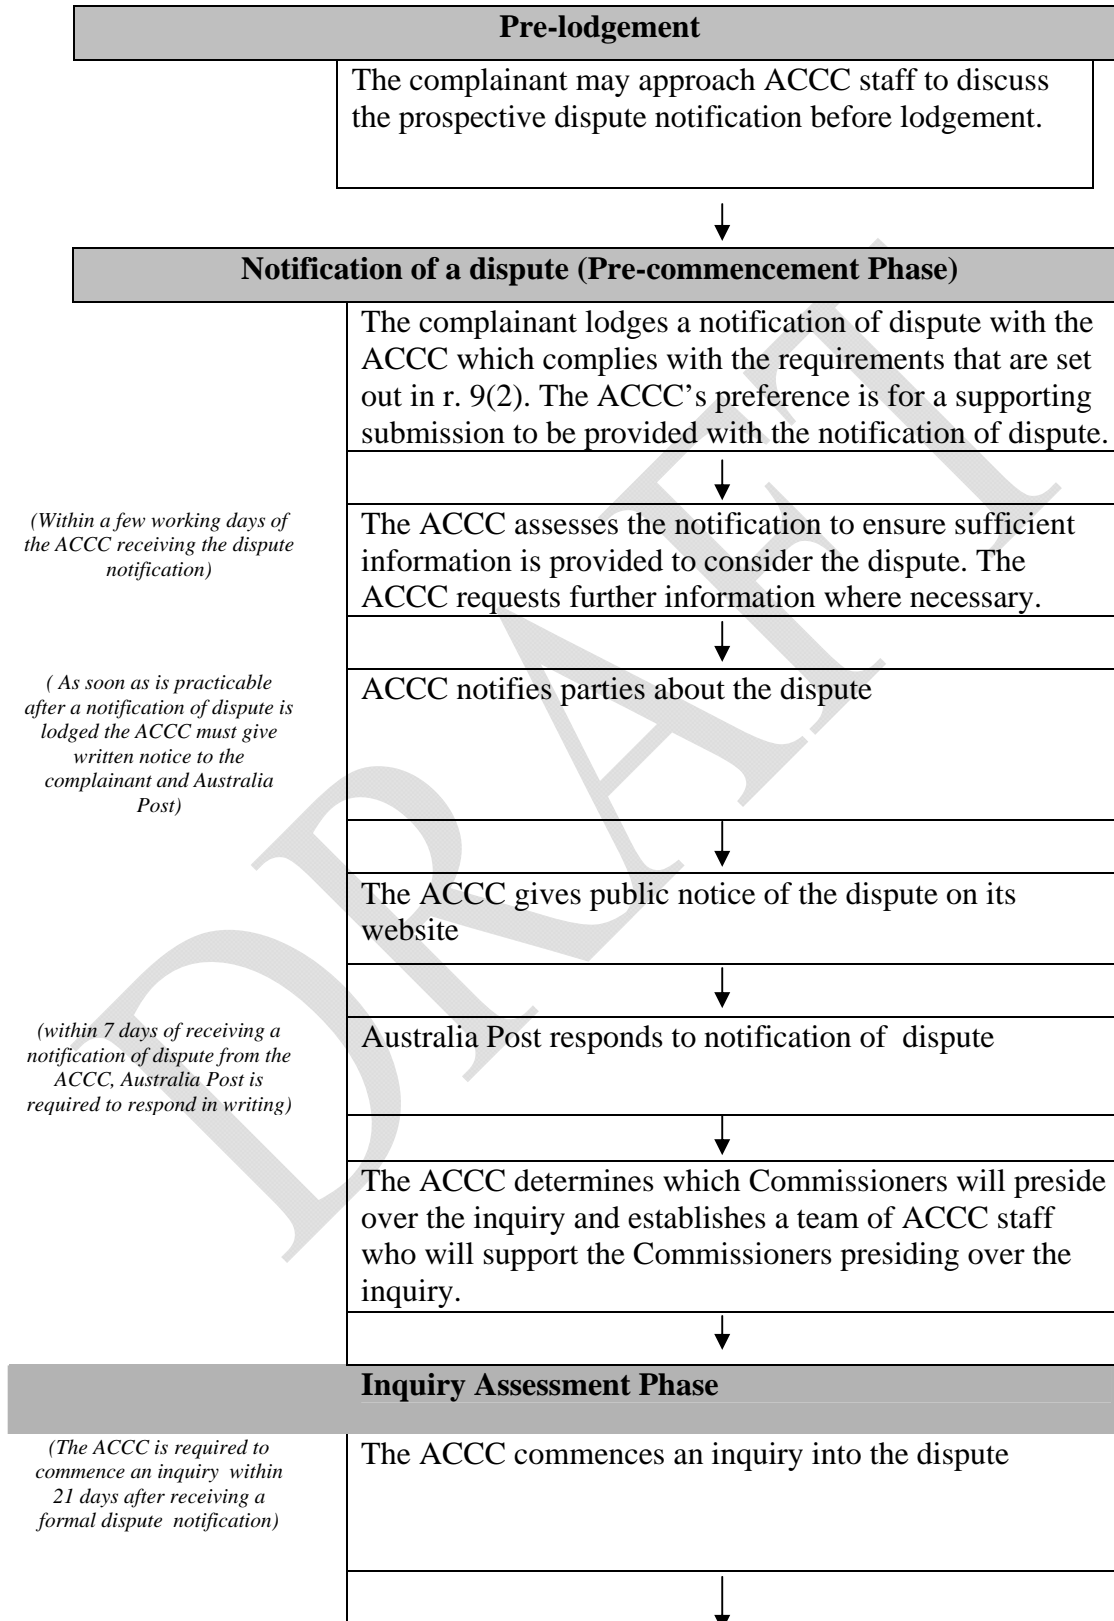 Pre-lodgement
The complainant may approach ACCC staff to discuss
the prospective dispute notification before lodgement.
Notification of a dispute (Pre-commencement Phase)
The complainant lodges a notification of dispute with the
ACCC which complies with the requirements that are set
out in r. 9(2). The ACCC’s preference is for a supporting
submission to be provided with the notification of dispute.
(Within a few working days of
the ACCC receiving the dispute
notification)
The ACCC assesses the notification to ensure sufficient
information is provided to consider the dispute. The
ACCC requests further information where necessary.
( As soon as is practicable
after a notification of dispute is
lodged the ACCC must give
written notice to the
complainant and Australia
Post)
ACCC notifies parties about the dispute
The ACCC gives public notice of the dispute on its
website
(within 7 days of receiving a
notification of dispute from the
ACCC, Australia Post is
required to respond in writing)
Australia Post responds to notification of  dispute
The ACCC determines which Commissioners will preside
over the inquiry and establishes a team of ACCC staff
who will support the Commissioners presiding over the
inquiry.
Inquiry Assessment Phase
(The ACCC is required to
commence an inquiry  within
21 days after receiving a
formal dispute  notification)
The ACCC commences an inquiry into the dispute
DRAFT